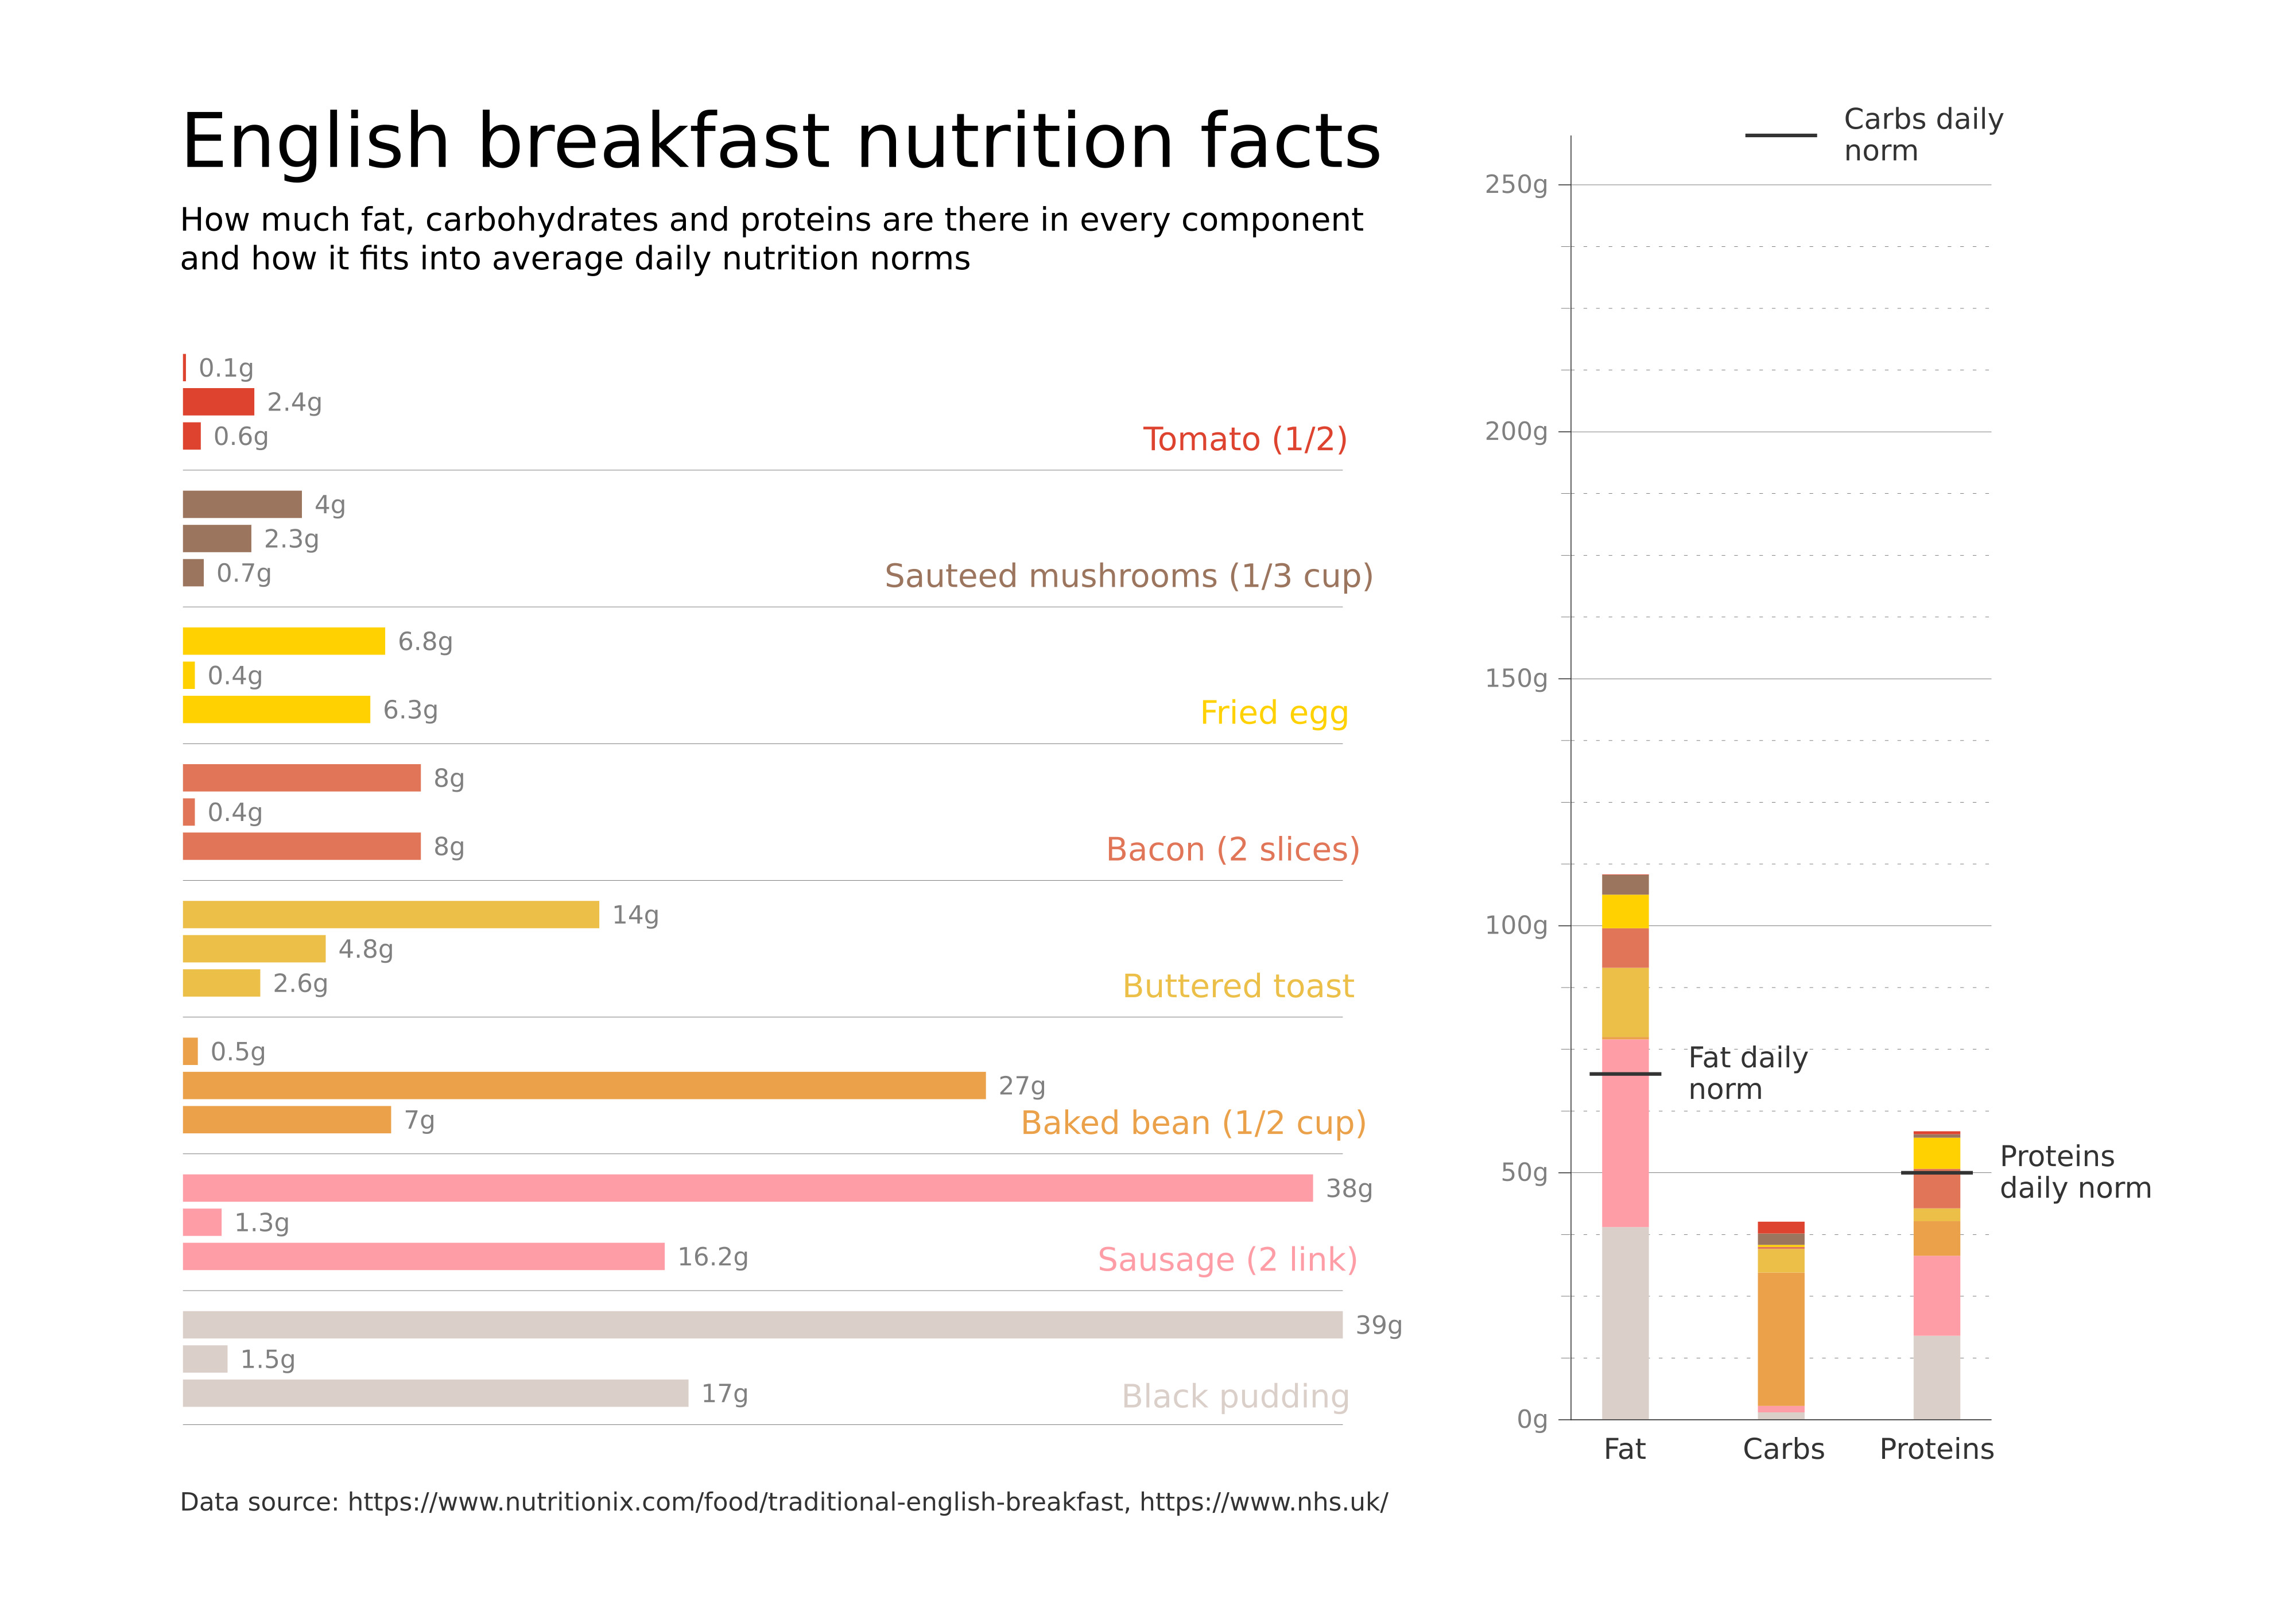 English breakfast nutrition facts
How much fat, carbohydrates and proteins are there in every component
and how it fits into average daily nutrition norms
0.1g
2.4g
0.6g
Tomato (1/2)
4g
2.3g
0.7g
Sauteed mushrooms (1/3 cup)
6.8g
0.4g
6.3g
Fried egg
8g
0.4g
8g
Bacon (2 slices)
14g
4.8g
2.6g
Buttered toast
0.5g
27g
7g
Baked bean (1/2 cup)
38g
1.3g
16.2g
Sausage (2 link)
39g
1.5g
17g
Black pudding
Data source: https://www.nutritionix.com/food/traditional-english-breakfast, https://www.nhs.uk/
Carbs daily
norm
250g
200g
150g
100g
Fat daily
norm
Proteins
daily norm
50g
0g
Fat
Carbs
Proteins